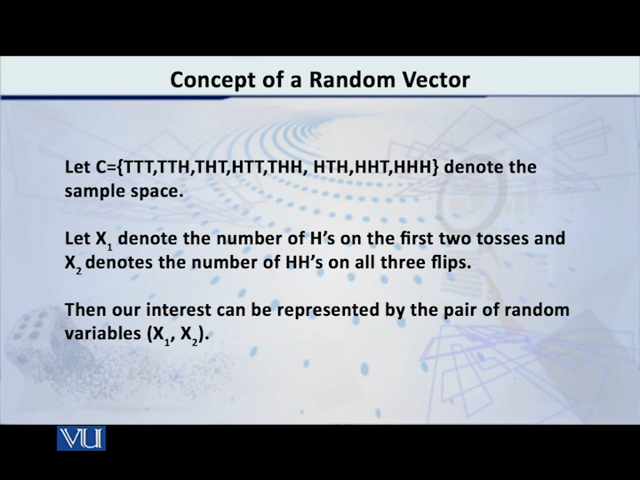 Concept of a Random Vector
Let C={TTT,TTH,THT,HTT,THH, HTH,HHT,HHH} denote the
sample space.
Let X₁ denote the number of H’s on the first two tosses and
X₂ denotes the number of HH’s on all three flips.
Then our interest can be represented by the pair of random
variables (X₁, X₂).
VU